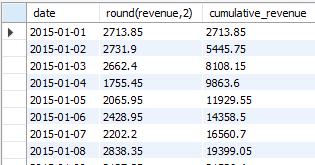 date round(revenue,2) cumulative_revenue
2015-01-01 2713.85 2713.85
2015-01-02 2731.9 5445.75
2015-01-03 2662.4 8108.15
2015-01-04 1755.45 9863.6
2015-01-05 2065.95 11929.55
2015-01-06 2428.95 14358.5
2015-01-07 2202.2 16560.7
2015-01-08 2838.35 19399.05